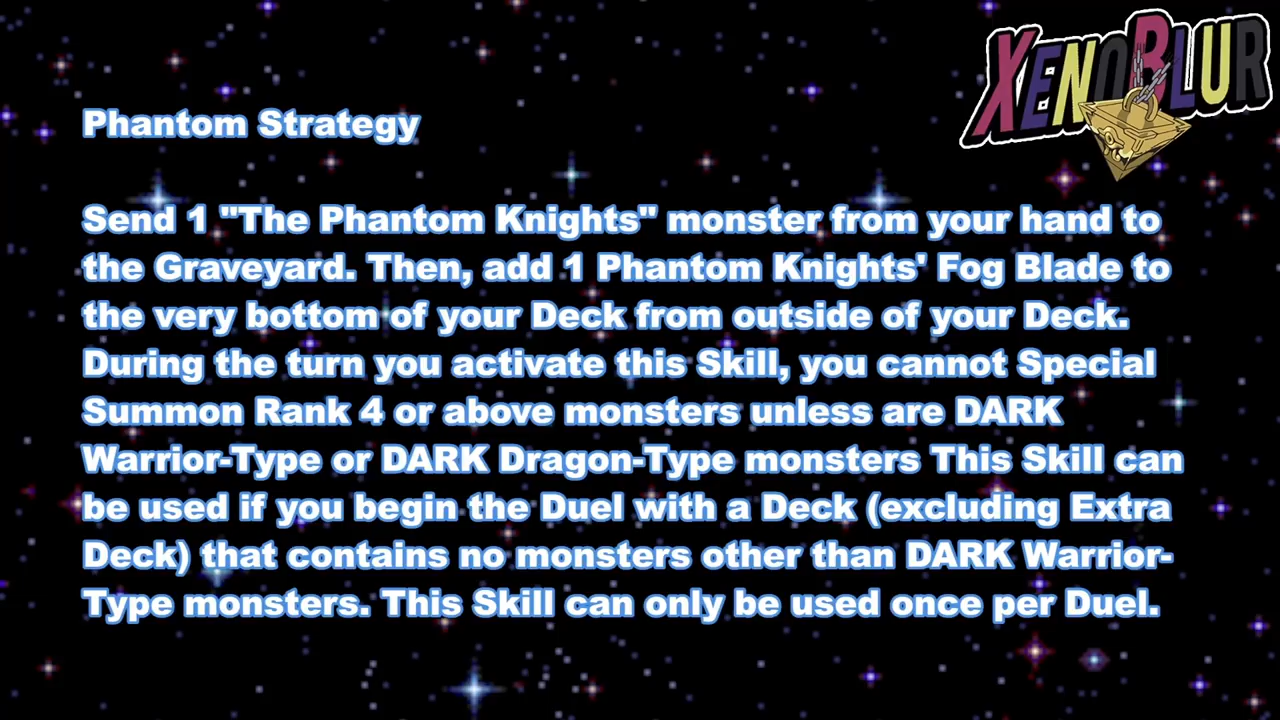 XENOBLUR
Phantom Strategy
Send 1 "The Phantom Knights" monster from your hand to
the Graveyard. Then, add 1 Phantom Knights' Fog Blade to
the very bottom of your Deck from outside of your Deck.
During the turn you activate this Skill, you cannot Special
Summon Rank 4 or above monsters unless are DARK
Warrior-Type or DARK Dragon-Type monsters This Skill can
be used if you begin the Duel with a Deck (excluding Extra
Deck) that contains no monsters other than DARK Warrior-
Type monsters. This Skill can only be used once per Duel.